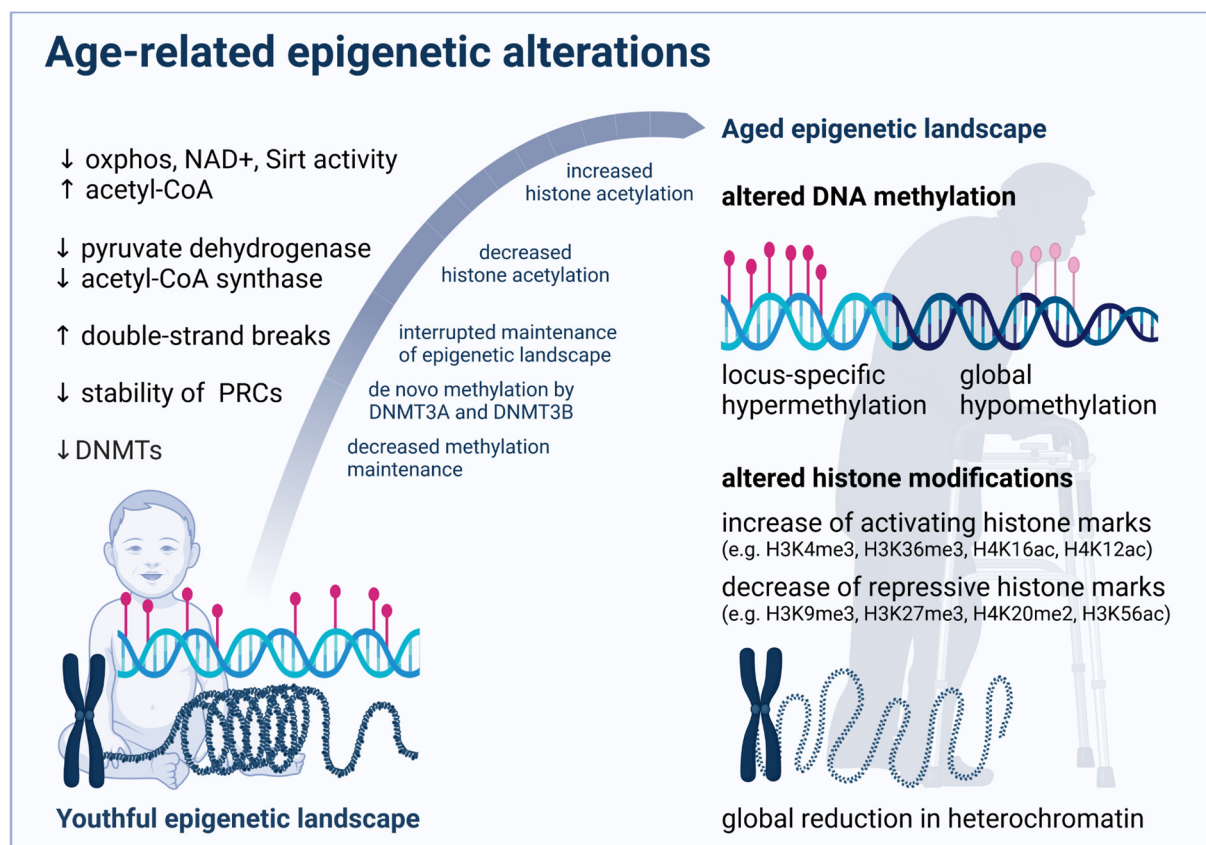 Age-related epigenetic alterations
↓ oxphos, NAD+, Sirt activity
↑ acetyl-CoA
↓ pyruvate dehydrogenase
↓ acetyl-CoA synthase
↑ double-strand breaks
↓ stability of PRCs
↓ DNMTs
increased
histone acetylation
decreased
histone acetylation
interrupted maintenance
of epigenetic landscape
de novo methylation by
DNMT3A and DNMT3B
decreased methylation
maintenance
Youthful epigenetic landscape
Aged epigenetic landscape
altered DNA methylation
locus-specific
hypermethylation
global
hypomethylation
altered histone modifications
increase of activating histone marks
(e.g. H3K4me3, H3K36me3, H4K16ac, H4K12ac)
decrease of repressive histone marks
(e.g. H3K9me3, H3K27me3, H4K20me2, H3K56ac)
global reduction in heterochromatin